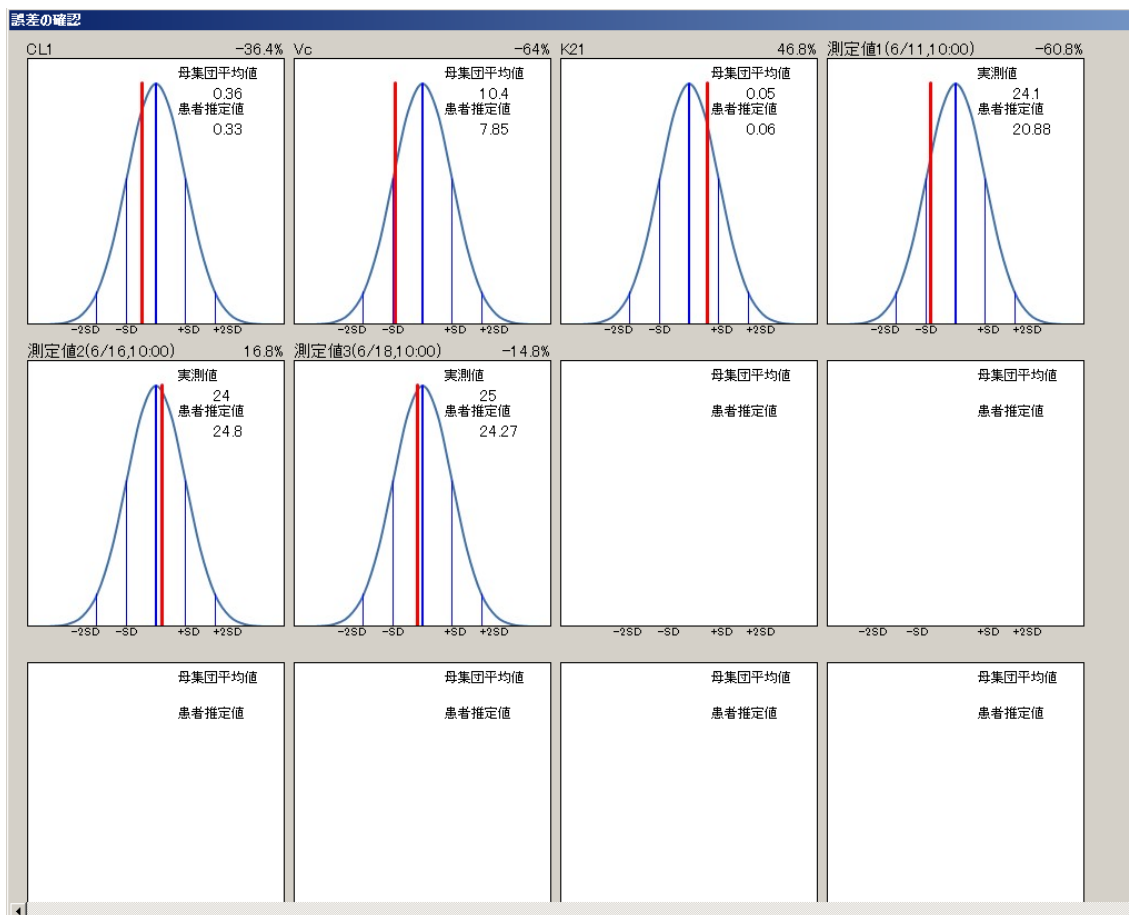 誤差の確認
CL1 -36.4%
母集団平均値
0.36
患者推定値
0.33
-2SD -SD +SD +2SD
Vc -64%
母集団平均値
10.4
患者推定値
7.85
-2SD -SD +SD +2SD
K21 46.8%
母集団平均値
0.05
患者推定値
0.06
-2SD -SD +SD +2SD
測定値1(6/11,10:00) -60.8%
実測値
24.1
患者推定値
20.88
-2SD -SD +SD +2SD
測定値2(6/16,10:00) 16.8%
実測値
24
患者推定値
24.8
-2SD -SD +SD +2SD
測定値3(6/18,10:00) -14.8%
実測値
25
患者推定値
24.27
-2SD -SD +SD +2SD
母集団平均値
患者推定値
-2SD -SD +SD +2SD
母集団平均値
患者推定値
-2SD -SD +SD +2SD
母集団平均値
患者推定値
母集団平均値
患者推定値
母集団平均値
患者推定値
母集団平均値
患者推定値